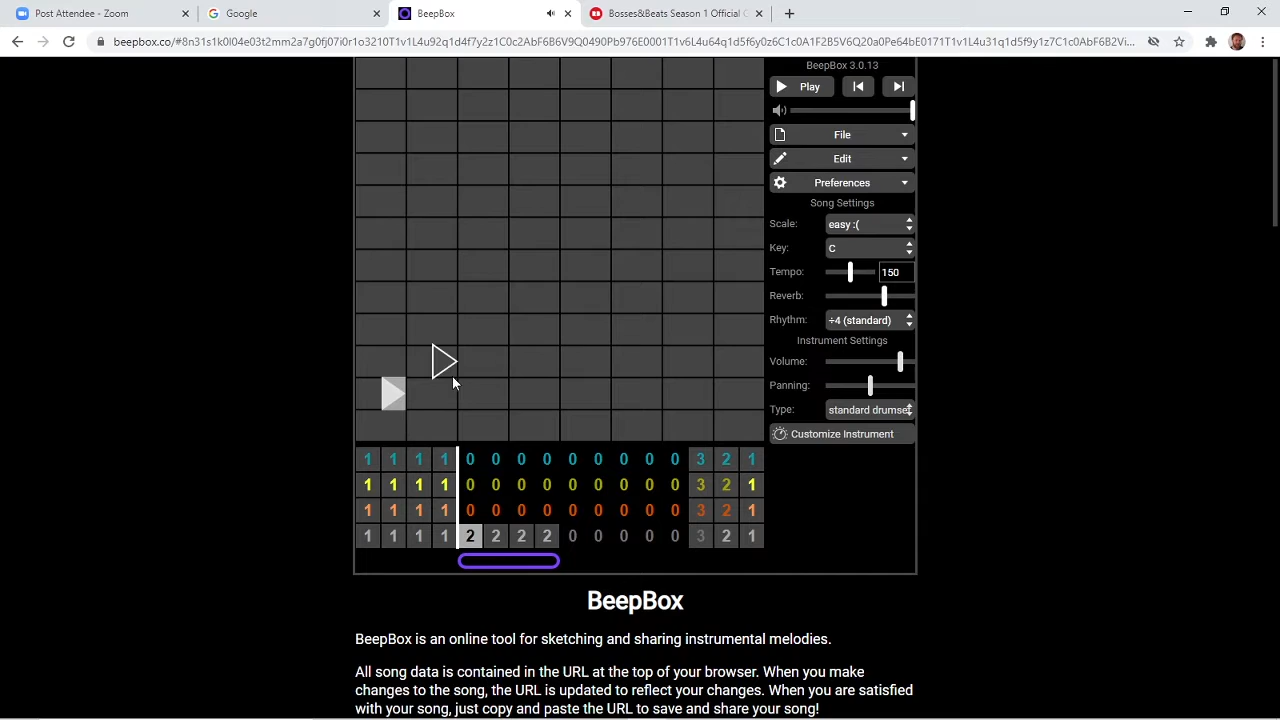 Post Attendee - Zoom
Google
BeepBox
Bosses&Beats Season 1 Official
beepbox.co/#8n31s1k0l04e03t2mm2a7g0fj07i0r1o3210T1v1L4u92q1d4f7y2z1C0c2AbF6B6V9Q0490Pb976E0001T1v6L4u64q1d5f6y0z6C1c0A1F2B5V6Q20a0Pe64bE0171T1v1L4u31q1d5f9y1z7C1c0AbF6B2Vi...
BeepBox 3.0.13
Play
File
Edit
Preferences
Song Settings
Scale: easy :(
Key: C
Tempo: 150
Reverb:
Rhythm: ÷4 (standard)
Instrument Settings
Volume:
Panning:
Type: standard drumset
Customize Instrument
1 1 1 1 0 0 0 0 0 0 0 0 0 3 2 1
1 1 1 1 0 0 0 0 0 0 0 0 0 3 2 1
1 1 1 1 0 0 0 0 0 0 0 0 0 3 2 1
1 1 1 1 2 2 2 2 0 0 0 0 0 3 2 1
BeepBox
BeepBox is an online tool for sketching and sharing instrumental melodies.
All song data is contained in the URL at the top of your browser. When you make
changes to the song, the URL is updated to reflect your changes. When you are satisfied
with your song, just copy and paste the URL to save and share your song!